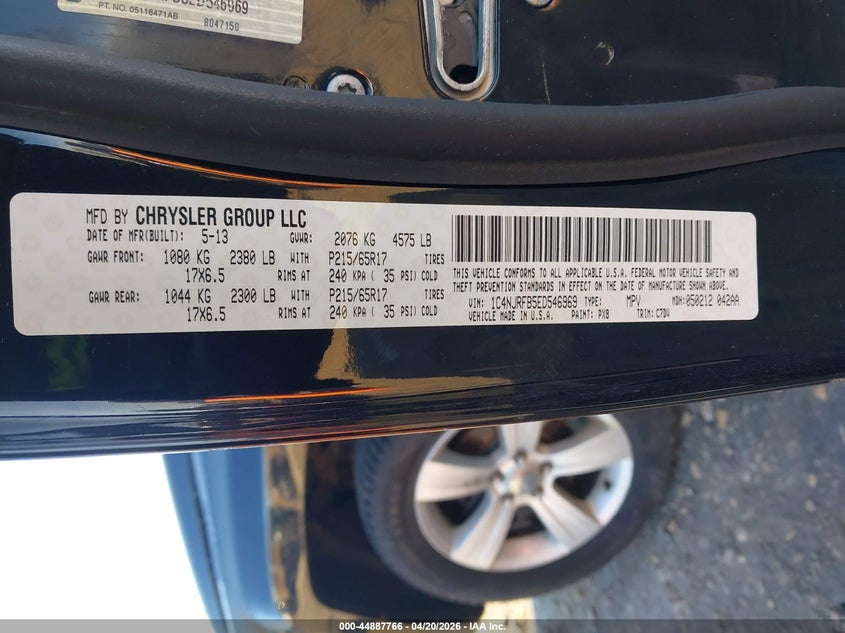 D546969
PT. NO. 05116471AB
8047150
MFD BY CHRYSLER GROUP LLC
DATE OF MFR(BUILT): 5-13 GVWR: 2076 KG 4575 LB
GAWR FRONT: 1080 KG 2380 LB WITH P215/65R17 TIRES
17X6.5 RIMS AT 240 KPA ( 35 PSI) COLD
GAWR REAR: 1044 KG 2300 LB WITH P215/65R17 TIRES
17X6.5 RIMS AT 240 KPA ( 35 PSI) COLD
THIS VEHICLE CONFORMS TO ALL APPLICABLE U.S.A. FEDERAL MOTOR VEHICLE SAFETY AND
THEFT PREVENTION STANDARDS IN EFFECT ON THE DATE OF MANUFACTURE SHOWN ABOVE.
VIN: 1C4NJRFB5ED546969 TYPE: MPV MDH: 050212 042AA
VEHICLE MADE IN U.S.A. PAINT: PX8 TRIM: C7DV
000-44887766 - 04/20/2026 - IAA Inc.